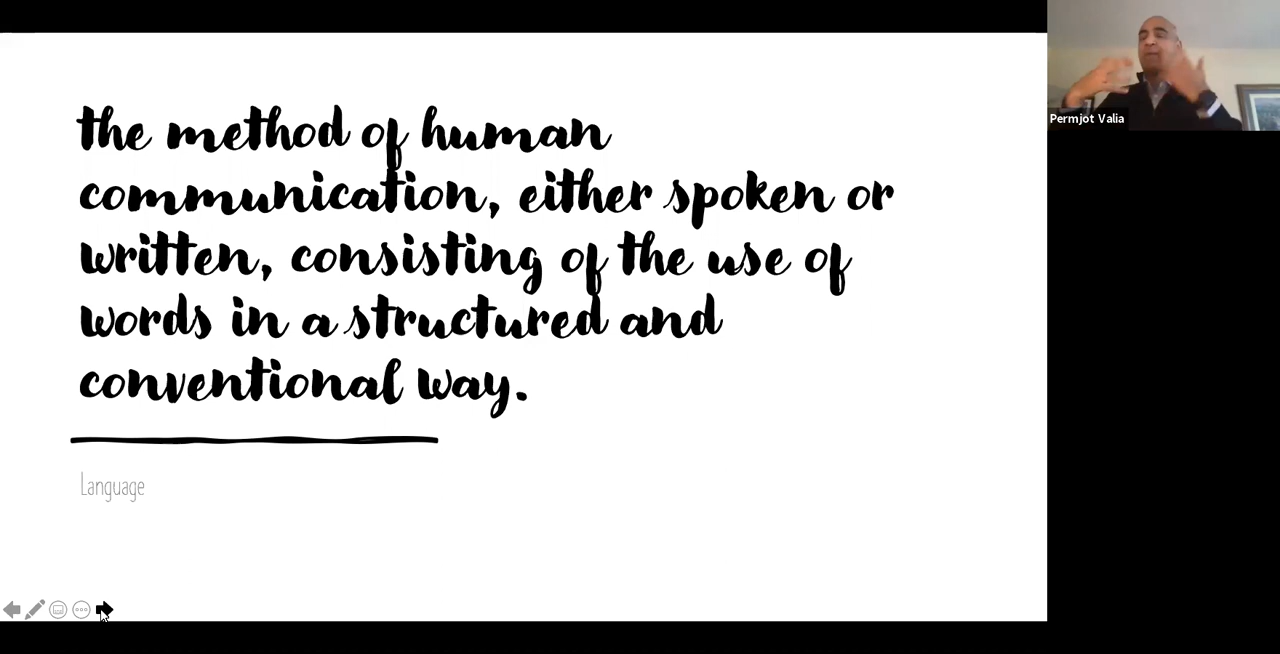 the method of human
communication, either spoken or
written, consisting of the use of
words in a structured and
conventional way.
Language
Permjot Valia